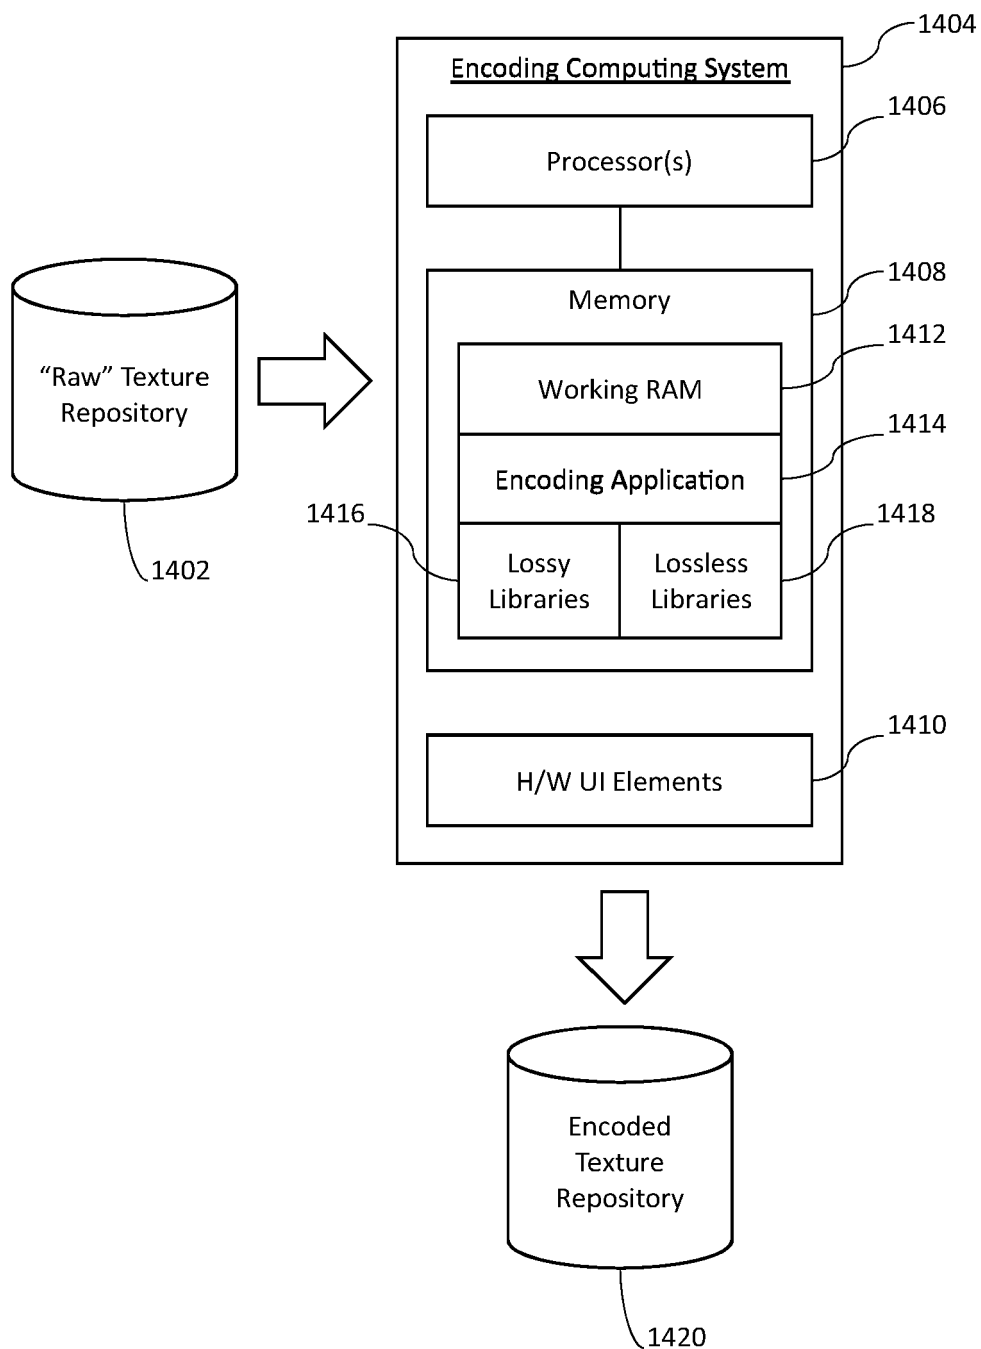 1404
Encoding Computing System
1406
Processor(s)
1408
Memory
1412
Working RAM
"Raw" Texture
Repository
1414
Encoding Application
1416
1418
Lossy
Libraries
Lossless
Libraries
1402
1410
H/W UI Elements
Encoded
Texture
Repository
1420